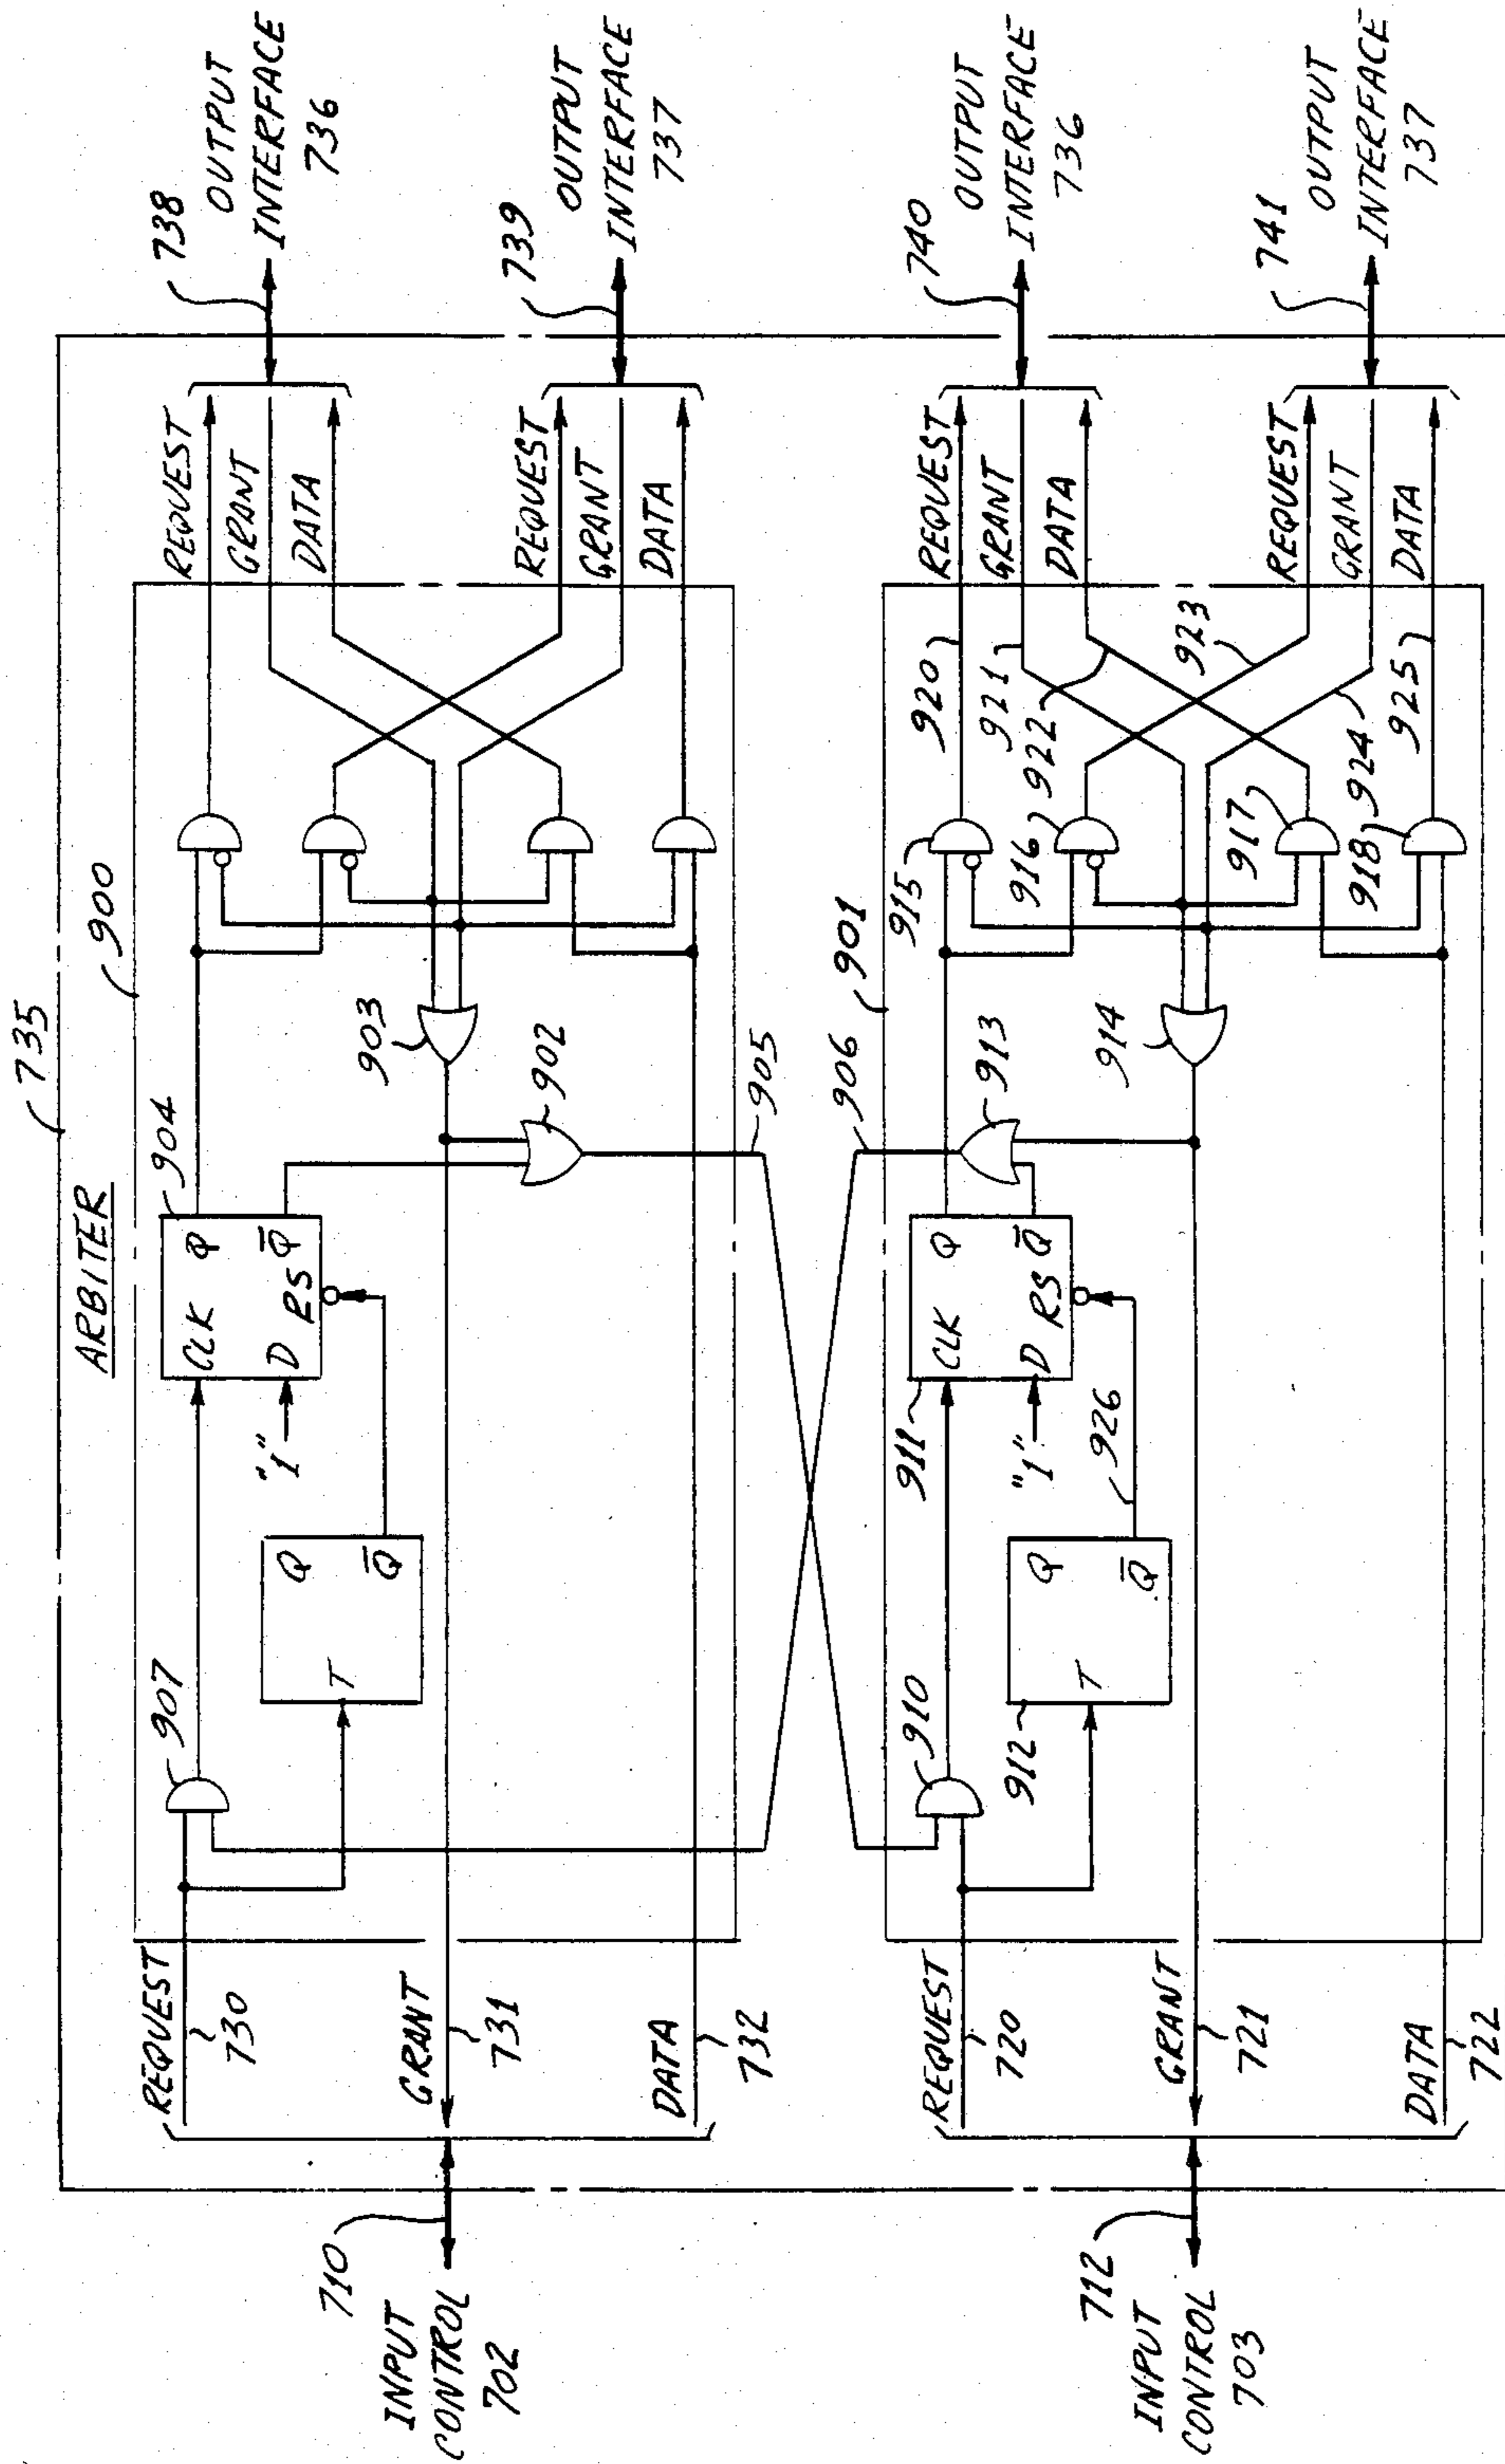 ARBITER
735
900
INPUT
CONTROL
702
710
REQUEST
730
GRANT
731
DATA
732
907
T
Q
Q̄
904
CLK
Q
"1"
D
RS
Q̄
903
902
905
REQUEST
GRANT
DATA
738
OUTPUT
INTERFACE
736
REQUEST
GRANT
DATA
739
OUTPUT
INTERFACE
737
901
INPUT
CONTROL
703
712
REQUEST
720
GRANT
721
DATA
722
910
912
T
Q
Q̄
926
911
CLK
Q
"1"
D
RS
Q̄
906
913
914
915
916
917
918
920
921
922
923
924
925
REQUEST
GRANT
DATA
740
OUTPUT
INTERFACE
736
REQUEST
GRANT
DATA
741
OUTPUT
INTERFACE
737